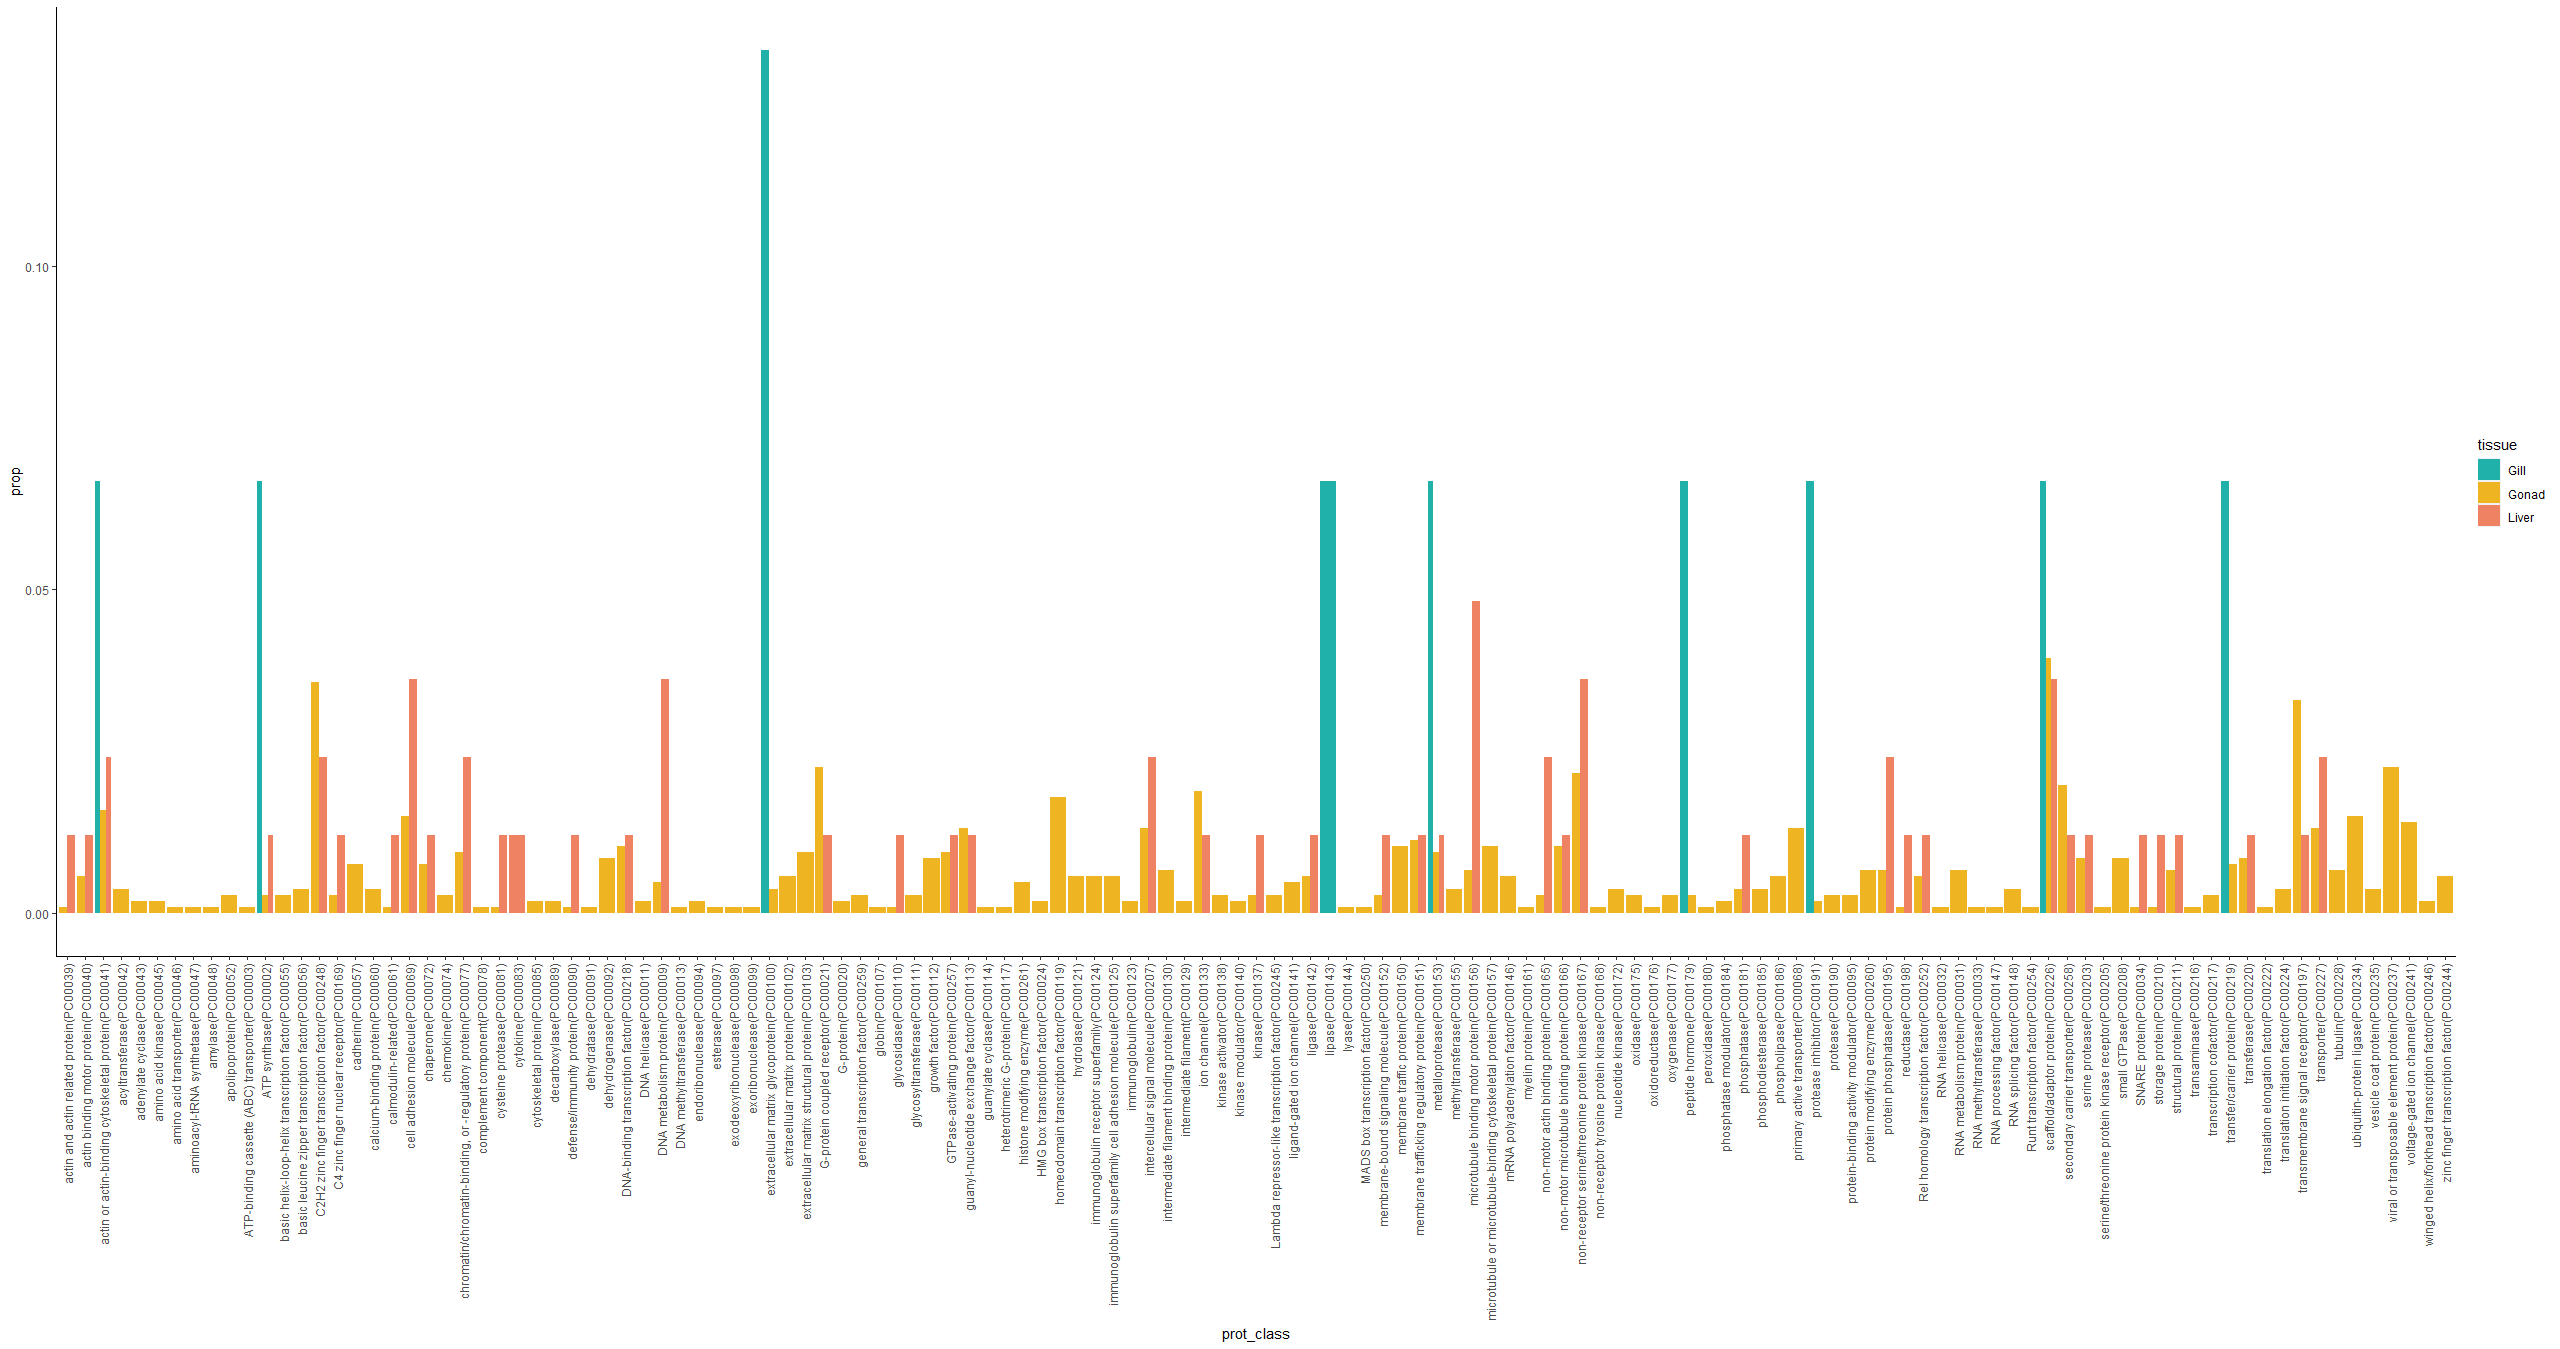 0.10
0.05
0.00
prop
actin and actin related protein(PC00039)
actin binding motor protein(PC00040)
actin or actin-binding cytoskeletal protein(PC00041)
acyltransferase(PC00042)
adenylate cyclase(PC00043)
amino acid kinase(PC00045)
amino acid transporter(PC00046)
aminoacyl-tRNA synthetase(PC00047)
amylase(PC00048)
apolipoprotein(PC00052)
ATP-binding cassette (ABC) transporter(PC00003)
ATP synthase(PC00002)
basic helix-loop-helix transcription factor(PC00055)
basic leucine zipper transcription factor(PC00056)
C2H2 zinc finger transcription factor(PC00248)
C4 zinc finger nuclear receptor(PC00169)
cadherin(PC00057)
calcium-binding protein(PC00060)
calmodulin-related(PC00061)
cell adhesion molecule(PC00069)
chaperone(PC00072)
chemokine(PC00074)
chromatin/chromatin-binding, or -regulatory protein(PC00077)
complement component(PC00078)
cysteine protease(PC00081)
cytokine(PC00083)
cytoskeletal protein(PC00085)
decarboxylase(PC00089)
defense/immunity protein(PC00090)
dehydratase(PC00091)
dehydrogenase(PC00092)
DNA-binding transcription factor(PC00218)
DNA helicase(PC00011)
DNA metabolism protein(PC00009)
DNA methyltransferase(PC00013)
endoribonuclease(PC00094)
esterase(PC00097)
exodeoxyribonuclease(PC00098)
exoribonuclease(PC00099)
extracellular matrix glycoprotein(PC00100)
extracellular matrix protein(PC00102)
extracellular matrix structural protein(PC00103)
G-protein coupled receptor(PC00021)
G-protein(PC00020)
general transcription factor(PC00259)
globin(PC00107)
glycosidase(PC00110)
glycosyltransferase(PC00111)
growth factor(PC00112)
GTPase-activating protein(PC00257)
guanyl-nucleotide exchange factor(PC00113)
guanylate cyclase(PC00114)
heterotrimeric G-protein(PC00117)
histone modifying enzyme(PC00261)
HMG box transcription factor(PC00024)
homeodomain transcription factor(PC00119)
hydrolase(PC00121)
immunoglobulin receptor superfamily(PC00124)
immunoglobulin superfamily cell adhesion molecule(PC00125)
immunoglobulin(PC00123)
intercellular signal molecule(PC00207)
intermediate filament binding protein(PC00130)
intermediate filament(PC00129)
ion channel(PC00133)
kinase activator(PC00138)
kinase modulator(PC00140)
kinase(PC00137)
Lambda repressor-like transcription factor(PC00245)
ligand-gated ion channel(PC00141)
ligase(PC00142)
lipase(PC00143)
lyase(PC00144)
MADS box transcription factor(PC00250)
membrane-bound signaling molecule(PC00152)
membrane traffic protein(PC00150)
membrane trafficking regulatory protein(PC00151)
metalloprotease(PC00153)
methyltransferase(PC00155)
microtubule binding motor protein(PC00156)
microtubule or microtubule-binding cytoskeletal protein(PC00157)
mRNA polyadenylation factor(PC00146)
myelin protein(PC00161)
non-motor actin binding protein(PC00165)
non-motor microtubule binding protein(PC00166)
non-receptor serine/threonine protein kinase(PC00167)
non-receptor tyrosine protein kinase(PC00168)
nucleotide kinase(PC00172)
oxidase(PC00175)
oxidoreductase(PC00176)
oxygenase(PC00177)
peptide hormone(PC00179)
peroxidase(PC00180)
phosphatase modulator(PC00184)
phosphatase(PC00181)
phosphodiesterase(PC00185)
phospholipase(PC00186)
primary active transporter(PC00068)
protease inhibitor(PC00191)
protease(PC00190)
protein-binding activity modulator(PC00095)
protein modifying enzyme(PC00260)
protein phosphatase(PC00195)
reductase(PC00198)
Rel homology transcription factor(PC00252)
RNA helicase(PC00032)
RNA metabolism protein(PC00031)
RNA methyltransferase(PC00033)
RNA processing factor(PC00147)
RNA splicing factor(PC00148)
Runt transcription factor(PC00254)
scaffold/adaptor protein(PC00226)
secondary carrier transporter(PC00258)
serine protease(PC00203)
serine/threonine protein kinase receptor(PC00205)
small GTPase(PC00208)
SNARE protein(PC00034)
storage protein(PC00210)
structural protein(PC00211)
transaminase(PC00216)
transcription cofactor(PC00217)
transfer/carrier protein(PC00219)
transferase(PC00220)
translation elongation factor(PC00222)
translation initiation factor(PC00224)
transmembrane signal receptor(PC00197)
transporter(PC00227)
tubulin(PC00228)
ubiquitin-protein ligase(PC00234)
vesicle coat protein(PC00235)
viral or transposable element protein(PC00237)
voltage-gated ion channel(PC00241)
winged helix/forkhead transcription factor(PC00246)
zinc finger transcription factor(PC00244)
prot_class
tissue
Gill
Gonad
Liver